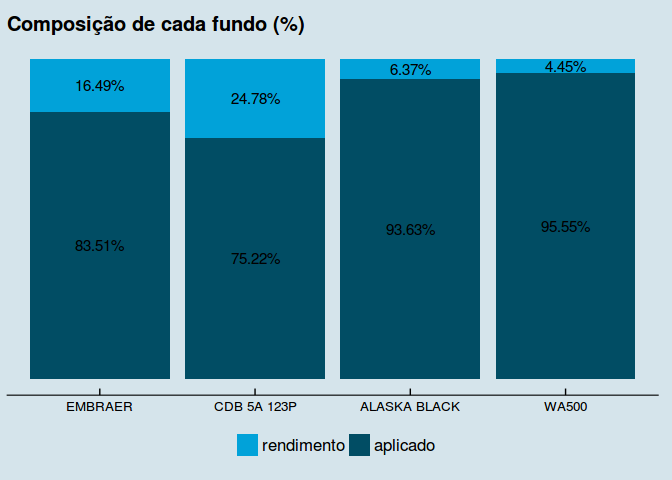 Composição de cada fundo (%)
16.49%
24.78%
6.37%
4.45%
83.51%
75.22%
93.63%
95.55%
EMBRAER
CDB 5A 123P
ALASKA BLACK
WA500
rendimento
aplicado